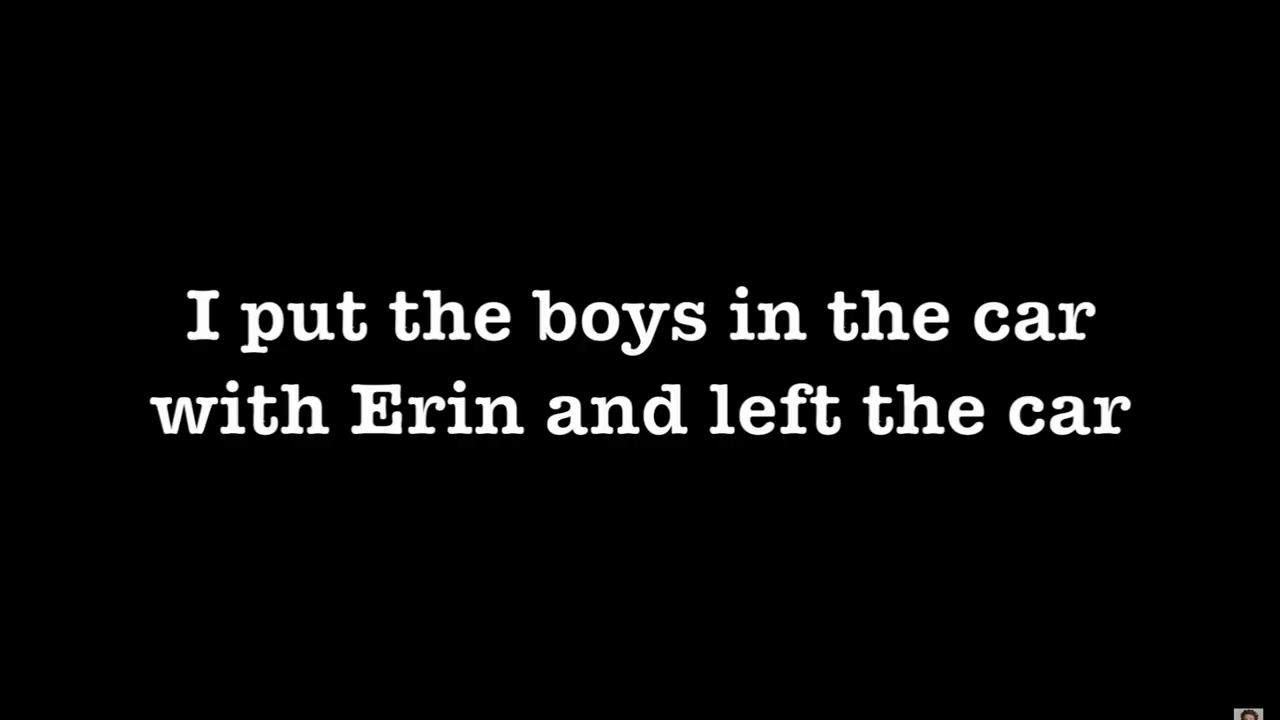 I put the boys in the car
with Erin and left the car